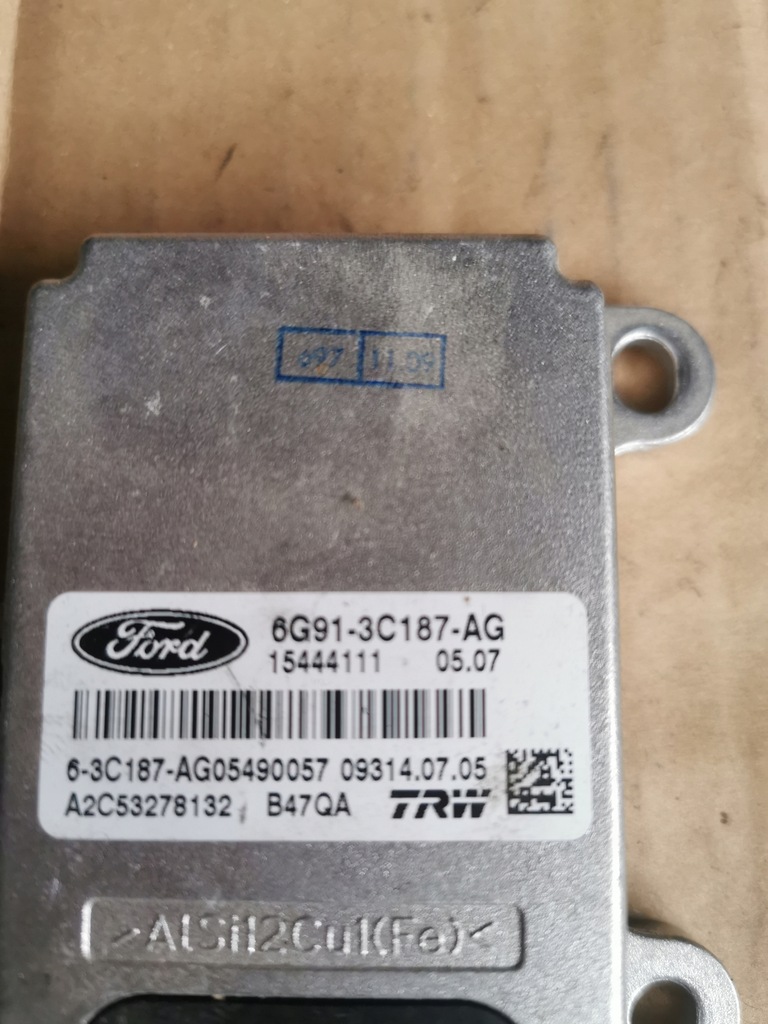 697 11.09
Ford 6G91-3C187-AG
15444111 05.07
6-3C187-AG05490057 09314.07.05
A2C53278132 B47QA TRW
>AlSi12Cu1(Fe)<